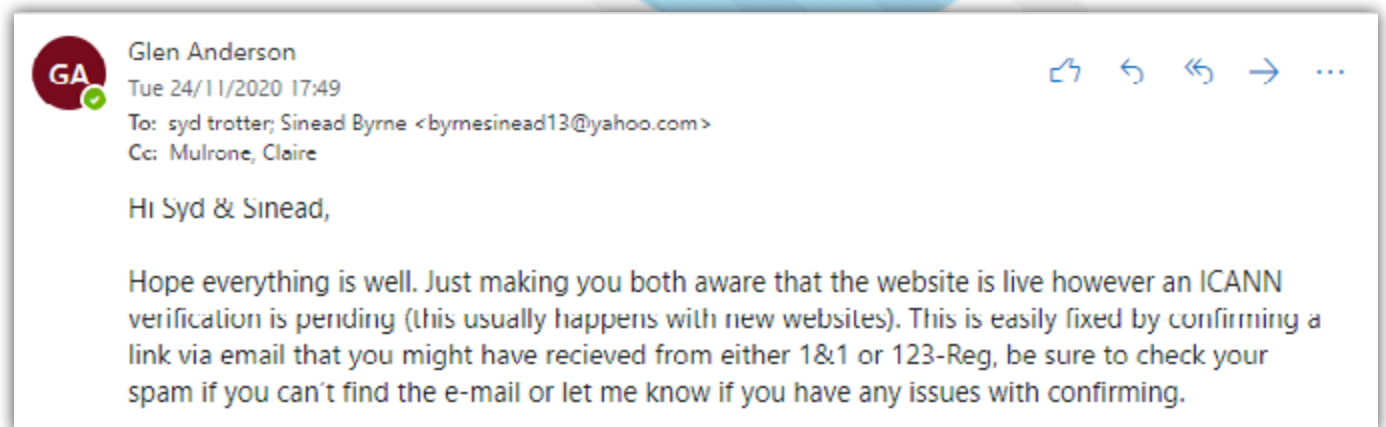 GA
Glen Anderson
Tue 24/11/2020 17:49
To: syd trotter; Sinead Byrne <byrnesinead13@yahoo.com>
Cc: Mulrone, Claire
Hi Syd & Sinead,
Hope everything is well. Just making you both aware that the website is live however an ICANN
verification is pending (this usually happens with new websites). This is easily fixed by confirming a
link via email that you might have recieved from either 1&1 or 123-Reg, be sure to check your
spam if you can't find the e-mail or let me know if you have any issues with confirming.